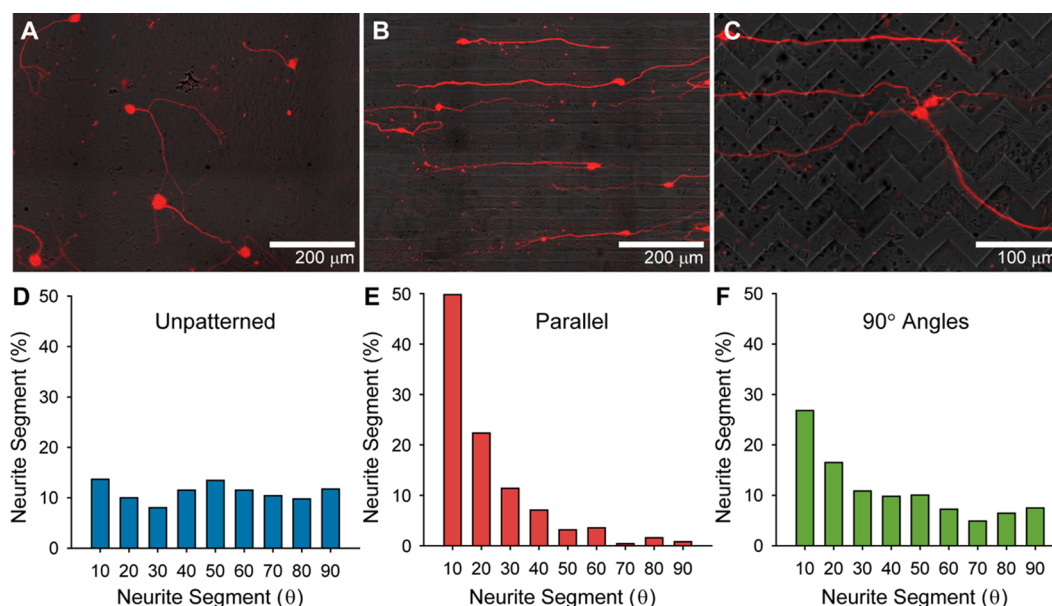 A
B
C
200 μm
200 μm
100 μm
D
E
F
Unpatterned
Parallel
90° Angles
Neurite Segment (%)
50
40
30
20
10
0
10 20 30 40 50 60 70 80 90
Neurite Segment (θ)
Neurite Segment (%)
50
40
30
20
10
0
10 20 30 40 50 60 70 80 90
Neurite Segment (θ)
Neurite Segment (%)
50
40
30
20
10
0
10 20 30 40 50 60 70 80 90
Neurite Segment (θ)